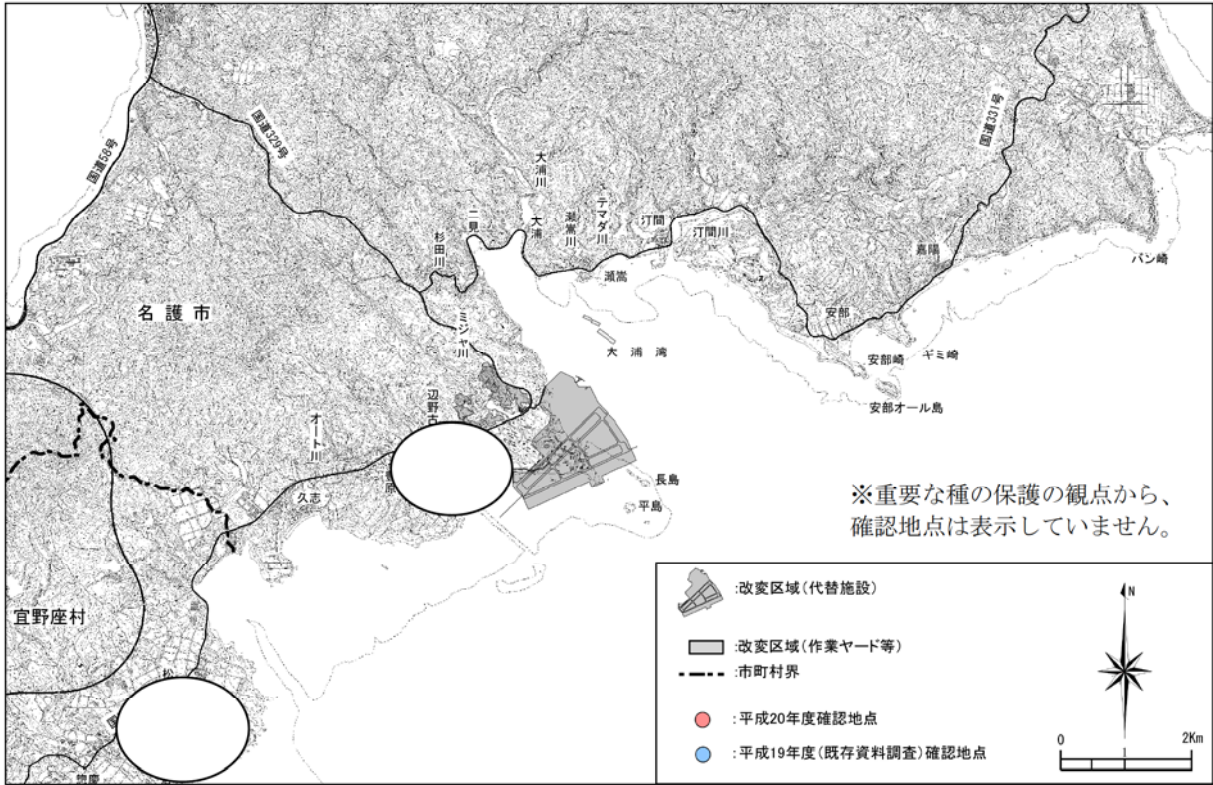 国道58号
国道329号
国道331号
大浦川
大浦
二見
杉田川
瀬嵩川
テマダ川
汀間
汀間川
瀬嵩
嘉陽
バン崎
名護市
ミジャ川
大浦湾
安部
安部崎
ギミ崎
安部オール島
辺野古
オート川
久志
原
長島
平島
※重要な種の保護の観点から、
確認地点は表示していません。
宜野座村
松
惣慶
:改変区域(代替施設)
:改変区域(作業ヤード等)
:市町村界
:平成20年度確認地点
:平成19年度(既存資料調査)確認地点
N
0 1 2Km